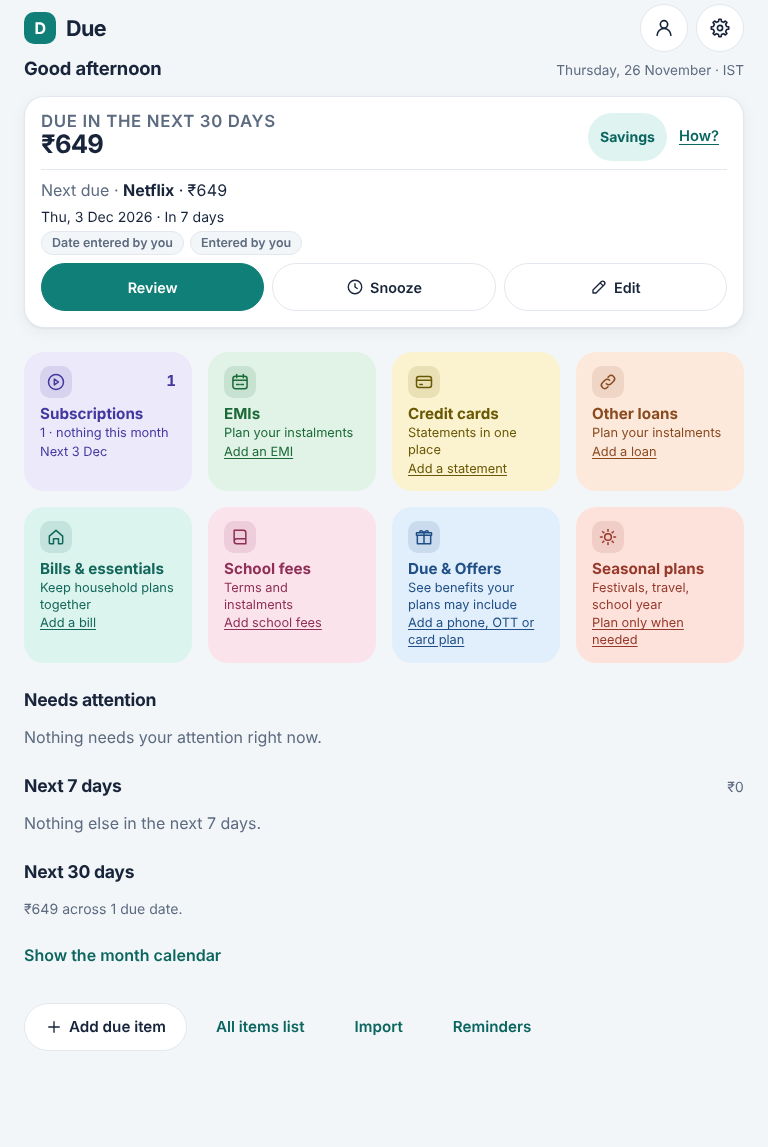 D Due
Good afternoon
Thursday, 26 November · IST
DUE IN THE NEXT 30 DAYS
₹649
Savings
How?
Next due · Netflix · ₹649
Thu, 3 Dec 2026 · In 7 days
Date entered by you
Entered by you
Review
Snooze
Edit
1
Subscriptions
1 · nothing this month
Next 3 Dec
EMIs
Plan your instalments
Add an EMI
Credit cards
Statements in one
place
Add a statement
Other loans
Plan your instalments
Add a loan
Bills & essentials
Keep household plans
together
Add a bill
School fees
Terms and
instalments
Add school fees
Due & Offers
See benefits your
plans may include
Add a phone, OTT or
card plan
Seasonal plans
Festivals, travel,
school year
Plan only when
needed
Needs attention
Nothing needs your attention right now.
Next 7 days
₹0
Nothing else in the next 7 days.
Next 30 days
₹649 across 1 due date.
Show the month calendar
Add due item
All items list
Import
Reminders